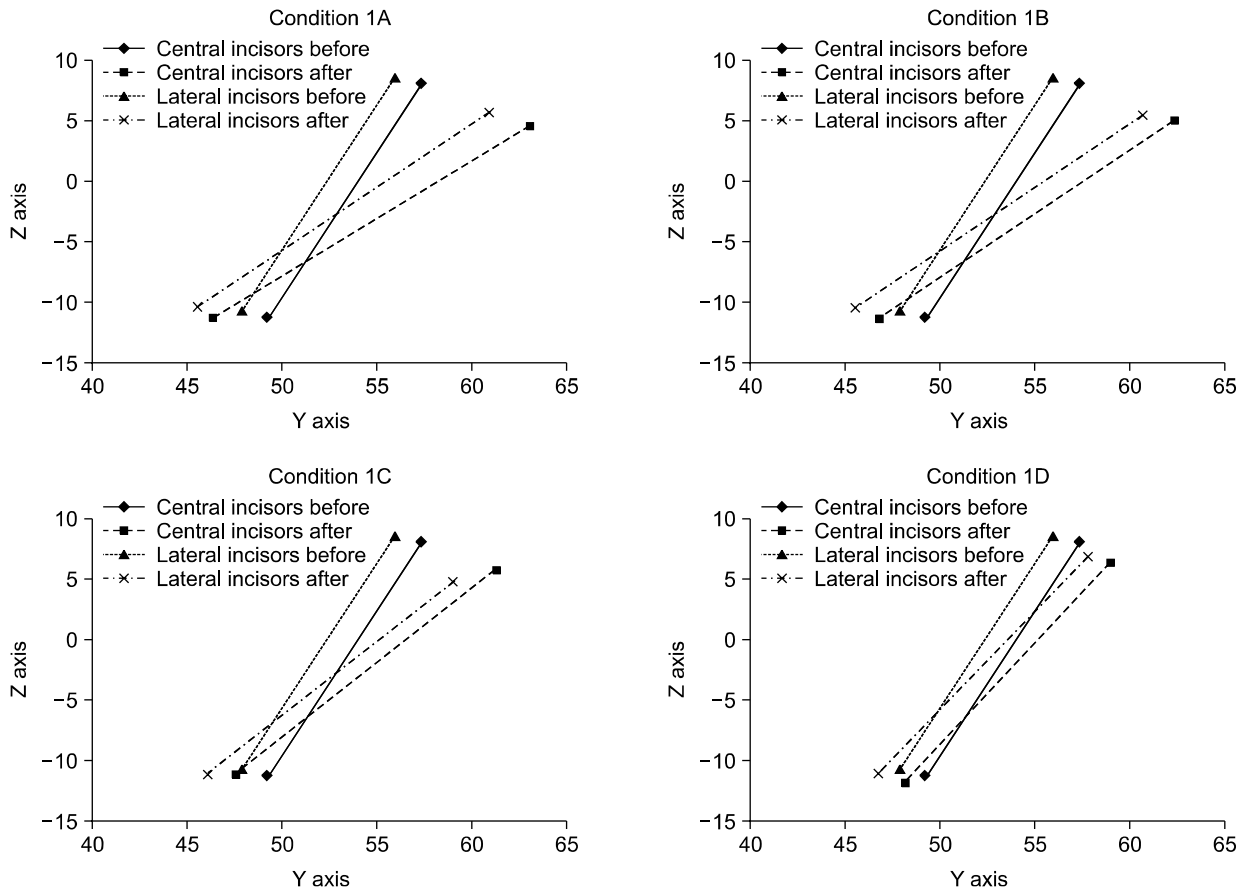 Condition 1A
Central incisors before
Central incisors after
Lateral incisors before
Lateral incisors after
10
5
0
−5
−10
−15
Z axis
40 45 50 55 60 65
Y axis
Condition 1B
Central incisors before
Central incisors after
Lateral incisors before
Lateral incisors after
10
5
0
−5
−10
−15
Z axis
40 45 50 55 60 65
Y axis
Condition 1C
Central incisors before
Central incisors after
Lateral incisors before
Lateral incisors after
10
5
0
−5
−10
−15
Z axis
40 45 50 55 60 65
Y axis
Condition 1D
Central incisors before
Central incisors after
Lateral incisors before
Lateral incisors after
10
5
0
−5
−10
−15
Z axis
40 45 50 55 60 65
Y axis